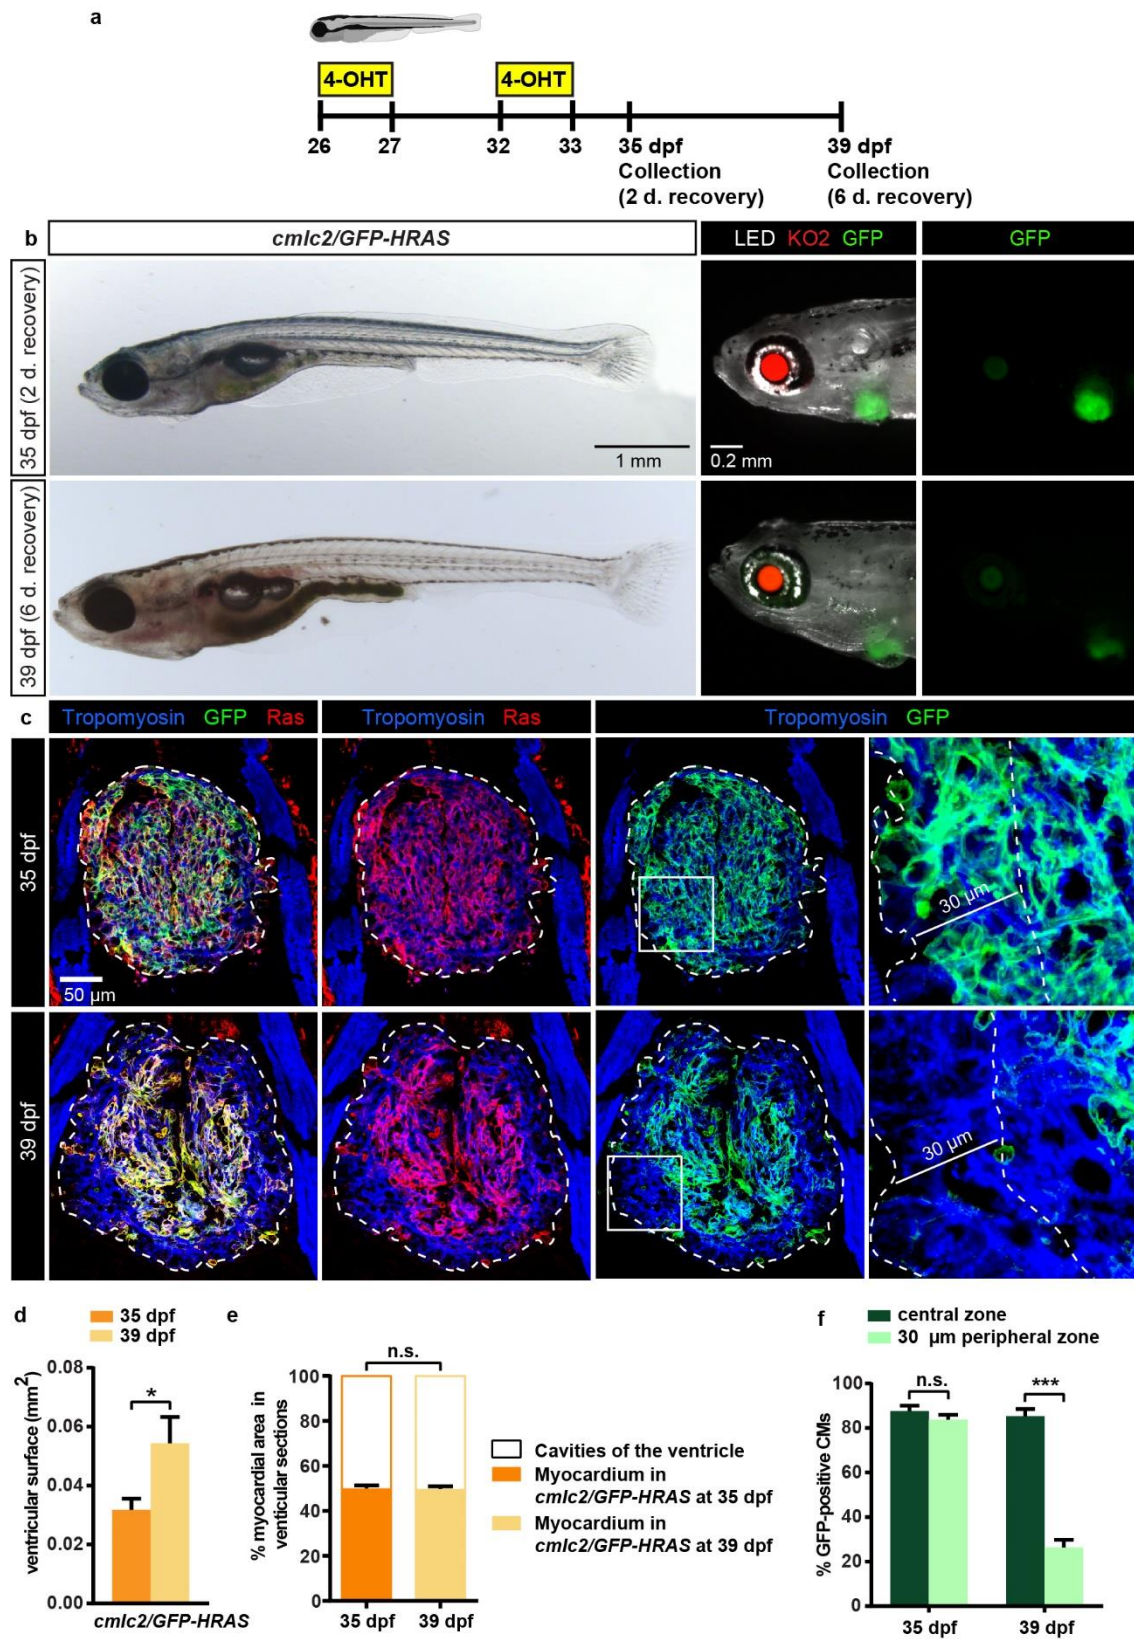 a
4-OHT 4-OHT
26 27 32 33 35 dpf 39 dpf
Collection Collection
(2 d. recovery) (6 d. recovery)
b cmlc2/GFP-HRAS LED KO2 GFP GFP
35 dpf (2 d. recovery)
1 mm 0.2 mm
39 dpf (6 d. recovery)
c Tropomyosin GFP Ras Tropomyosin Ras Tropomyosin GFP
35 dpf
30 µm
50 µm
39 dpf
30 µm
d
35 dpf
39 dpf
ventricular surface (mm2)
0.08
0.06
0.04
0.02
0.00
*
cmlc2/GFP-HRAS
e
n.s.
% myocardial area in
venticular sections
100
80
60
40
20
0
35 dpf 39 dpf
Cavities of the ventricle
Myocardium in
cmlc2/GFP-HRAS at 35 dpf
Myocardium in
cmlc2/GFP-HRAS at 39 dpf
f
central zone
30 µm peripheral zone
% GFP-positive CMs
100
80
60
40
20
0
n.s. ***
35 dpf 39 dpf